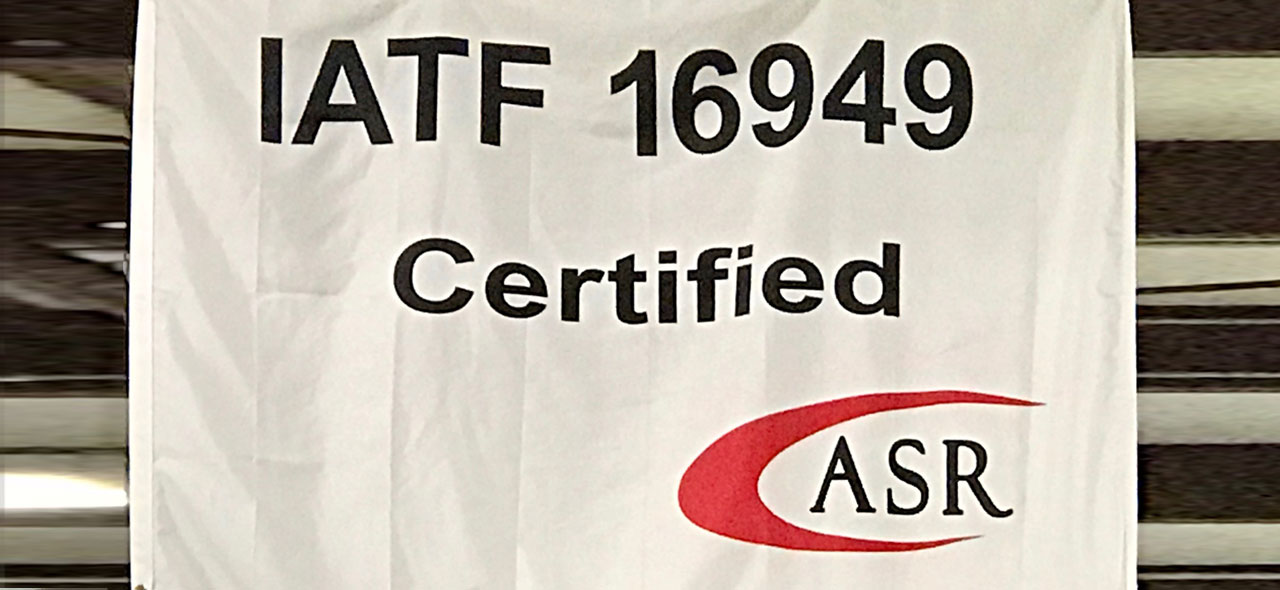 IATF 16949
Certified
ASR